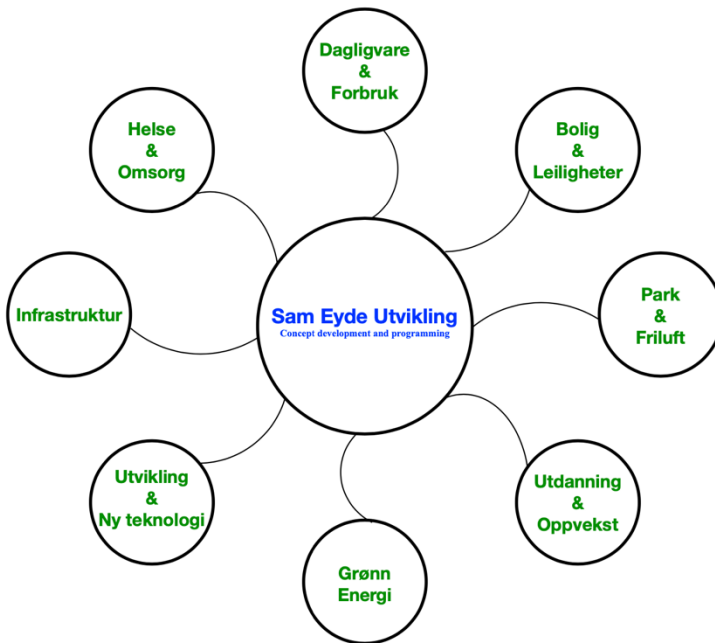 Dagligvare
&
Forbruk
Helse
&
Omsorg
Bolig
&
Leiligheter
Infrastruktur
Sam Eyde Utvikling
Concept development and programming
Park
&
Friluft
Utvikling
&
Ny teknologi
Utdanning
&
Oppvekst
Grønn
Energi